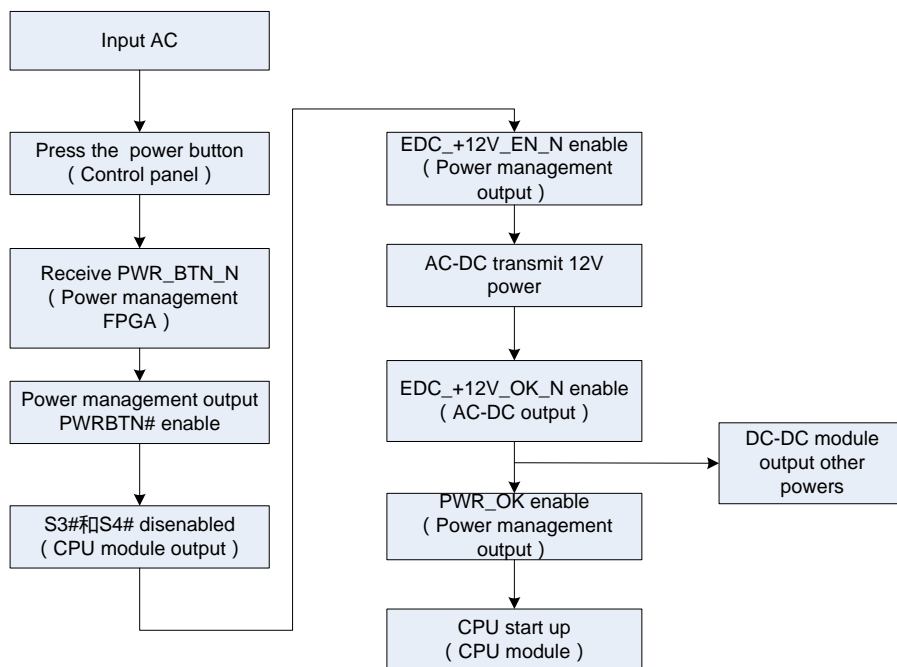 Input AC
Press the  power button
( Control panel )
Receive PWR_BTN_N
( Power management
FPGA )
Power management output
PWRBTN# enable
S3#和S4# disenabled
( CPU module output )
EDC_+12V_EN_N enable
( Power management
output )
AC-DC transmit 12V
power
EDC_+12V_OK_N enable
( AC-DC output )
DC-DC module
output other
powers
PWR_OK enable
( Power management
output )
CPU start up
( CPU module )